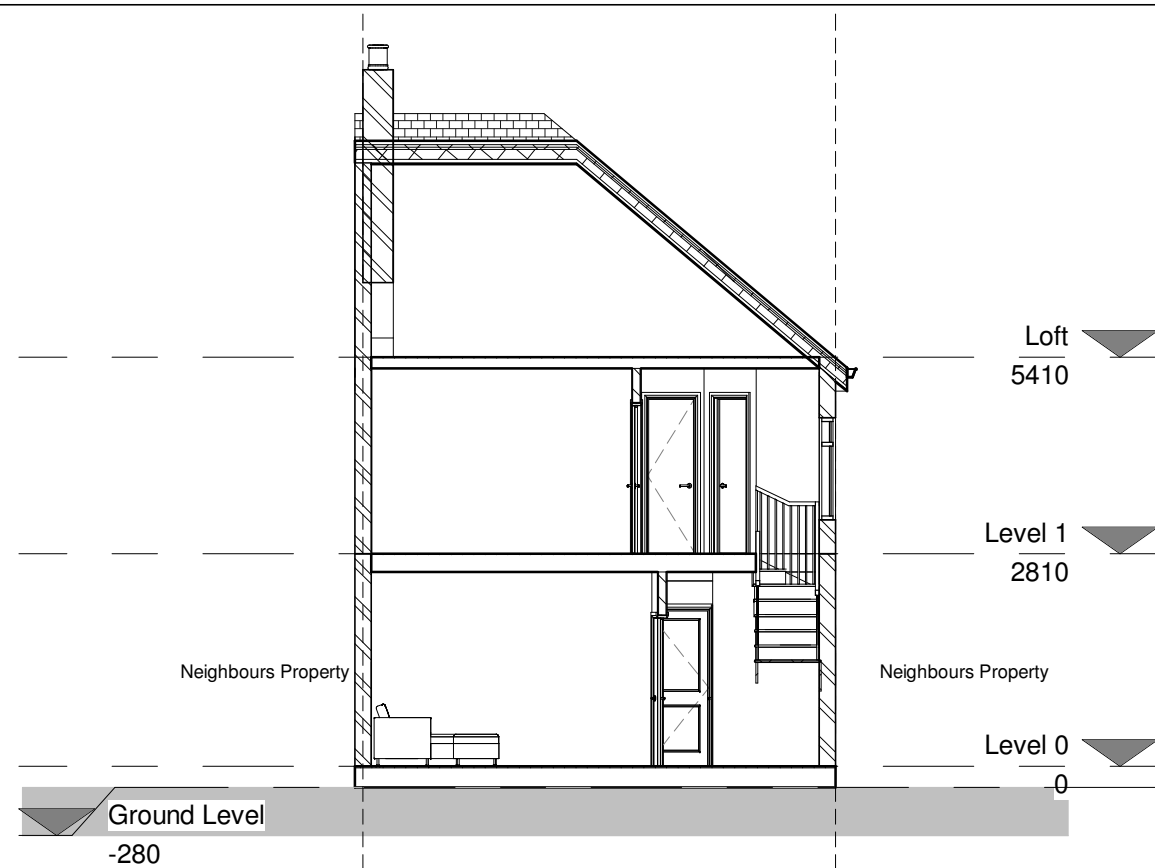 Loft
5410
Level 1
2810
Neighbours Property
Neighbours Property
Level 0
0
Ground Level
-280